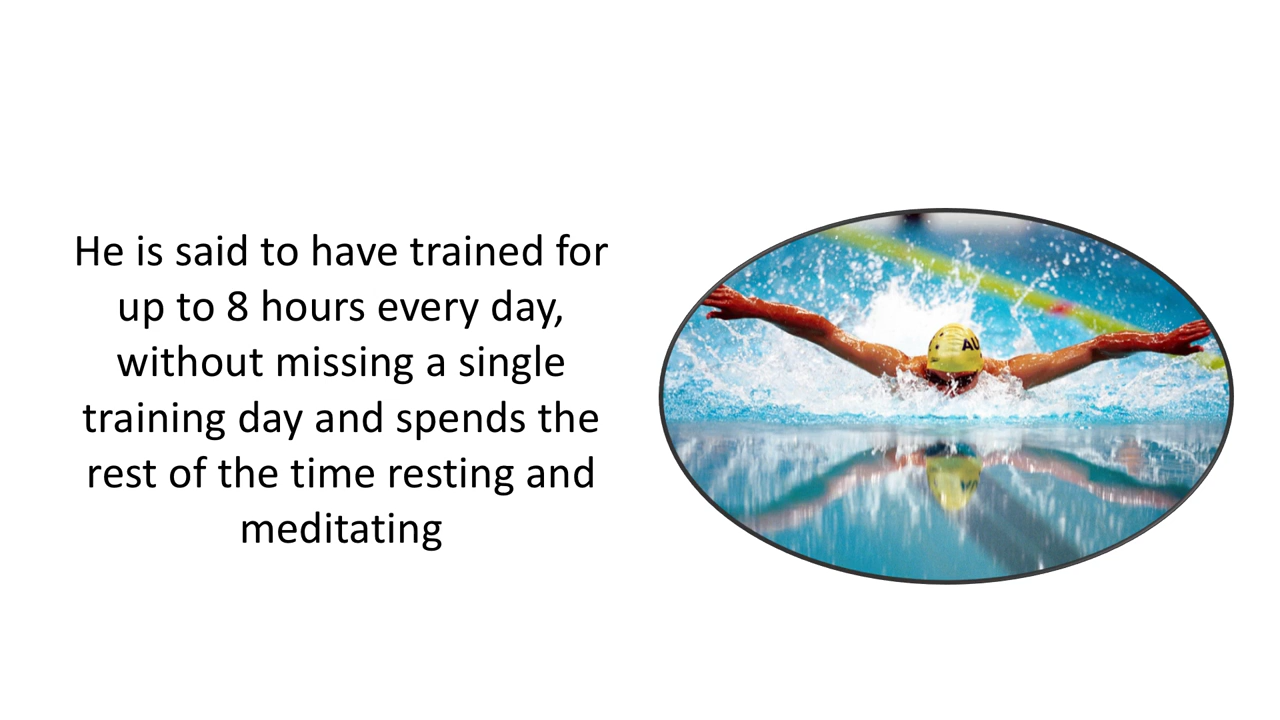 He is said to have trained for
up to 8 hours every day,
without missing a single
training day and spends the
rest of the time resting and
meditating
AU